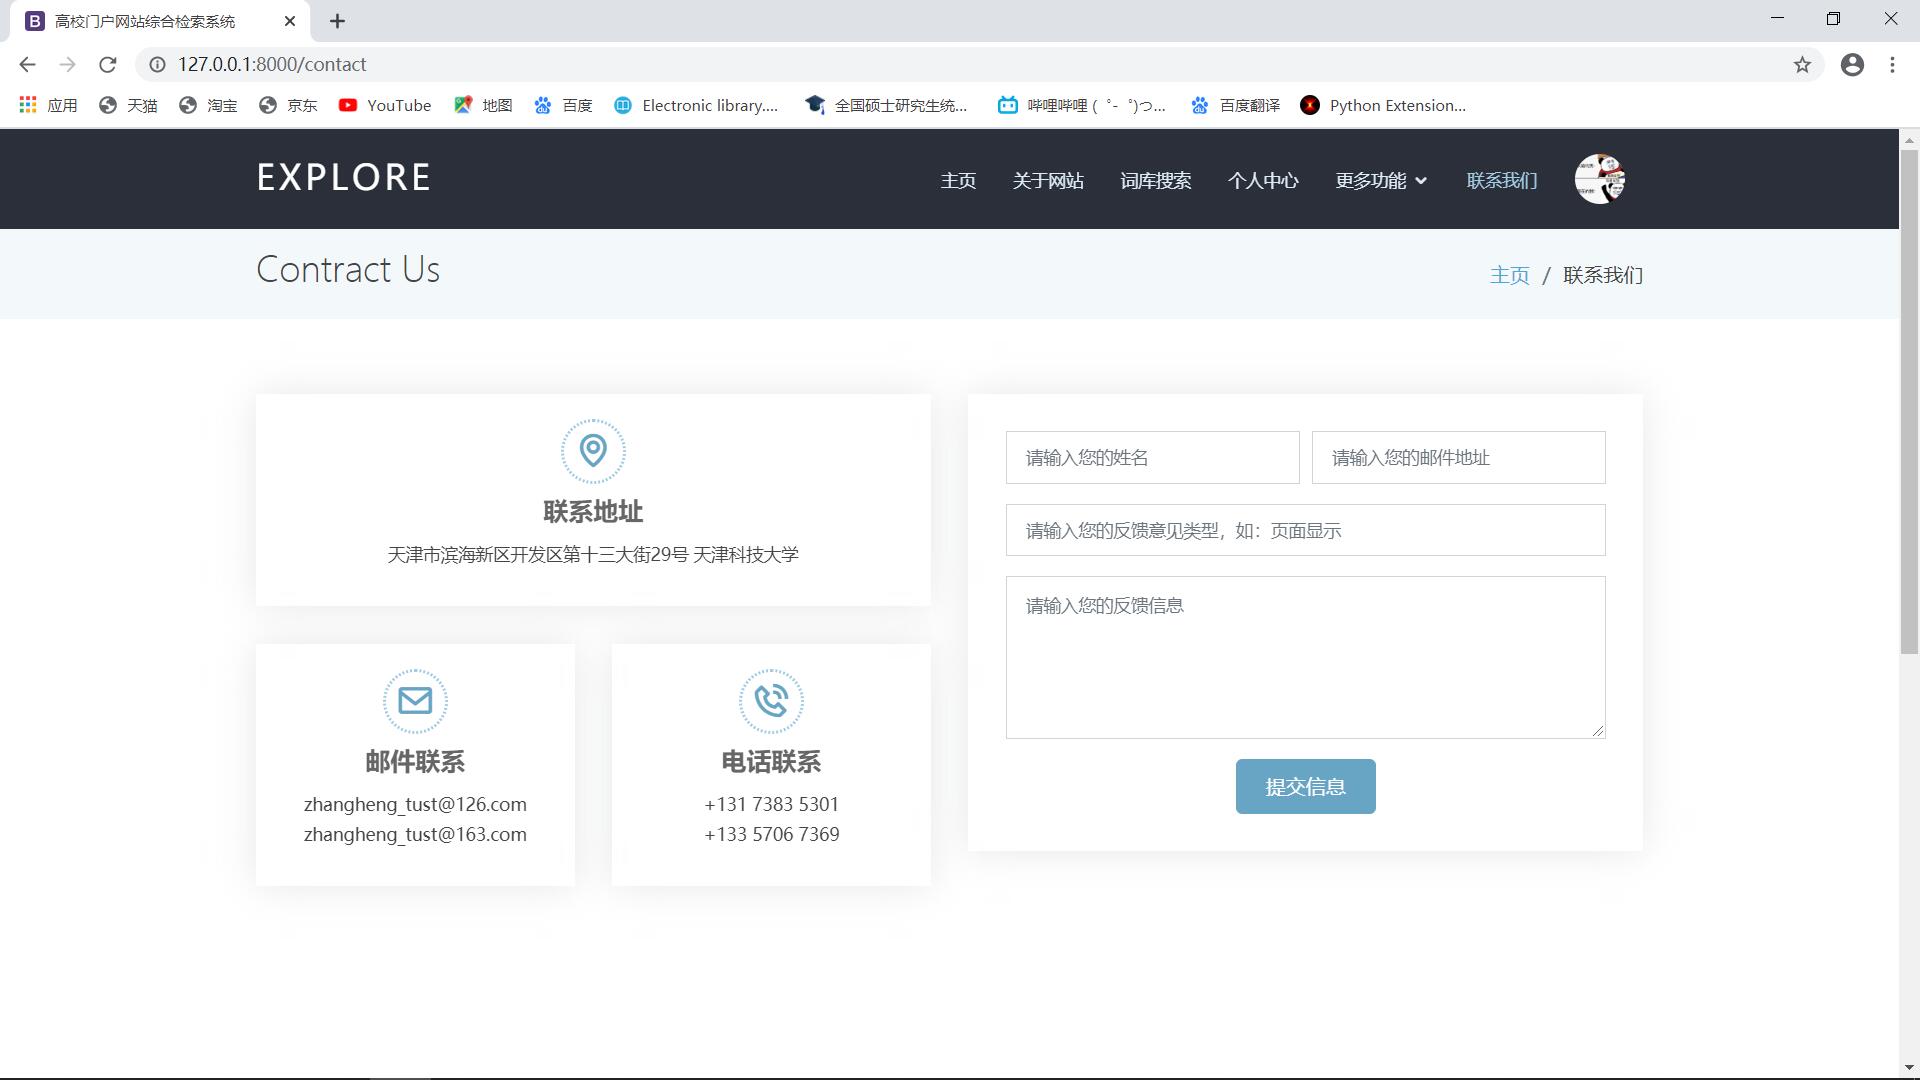 高校门户网站综合检索系统
127.0.0.1:8000/contact
应用 天猫 淘宝 京东 YouTube 地图 百度 Electronic library.... 全国硕士研究生统... 哔哩哔哩 ( ゜- ゜)つ... 百度翻译 Python Extension...
EXPLORE
主页 关于网站 词库搜索 个人中心 更多功能 联系我们
Contract Us
主页 / 联系我们
联系地址
天津市滨海新区开发区第十三大街29号 天津科技大学
邮件联系
zhangheng_tust@126.com
zhangheng_tust@163.com
电话联系
+131 7383 5301
+133 5706 7369
请输入您的姓名
请输入您的邮件地址
请输入您的反馈意见类型，如：页面显示
请输入您的反馈信息
提交信息